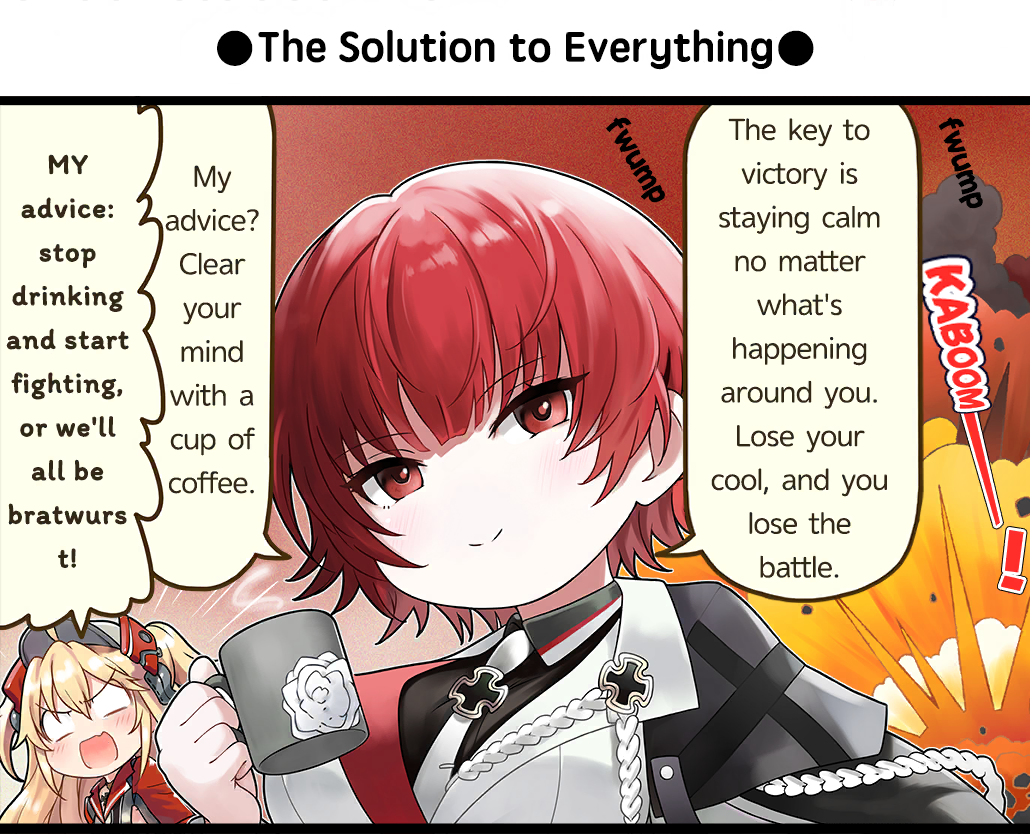 ●The Solution to Everything●
fwump
KABOOM!
fwump
The key to
victory is
staying calm
no matter
what's
happening
around you.
Lose your
cool, and you
lose the
battle.
My
advice?
Clear
your
mind
with a
cup of
coffee.
MY
advice:
stop
drinking
and start
fighting,
or we'll
all be
bratwurs
t!